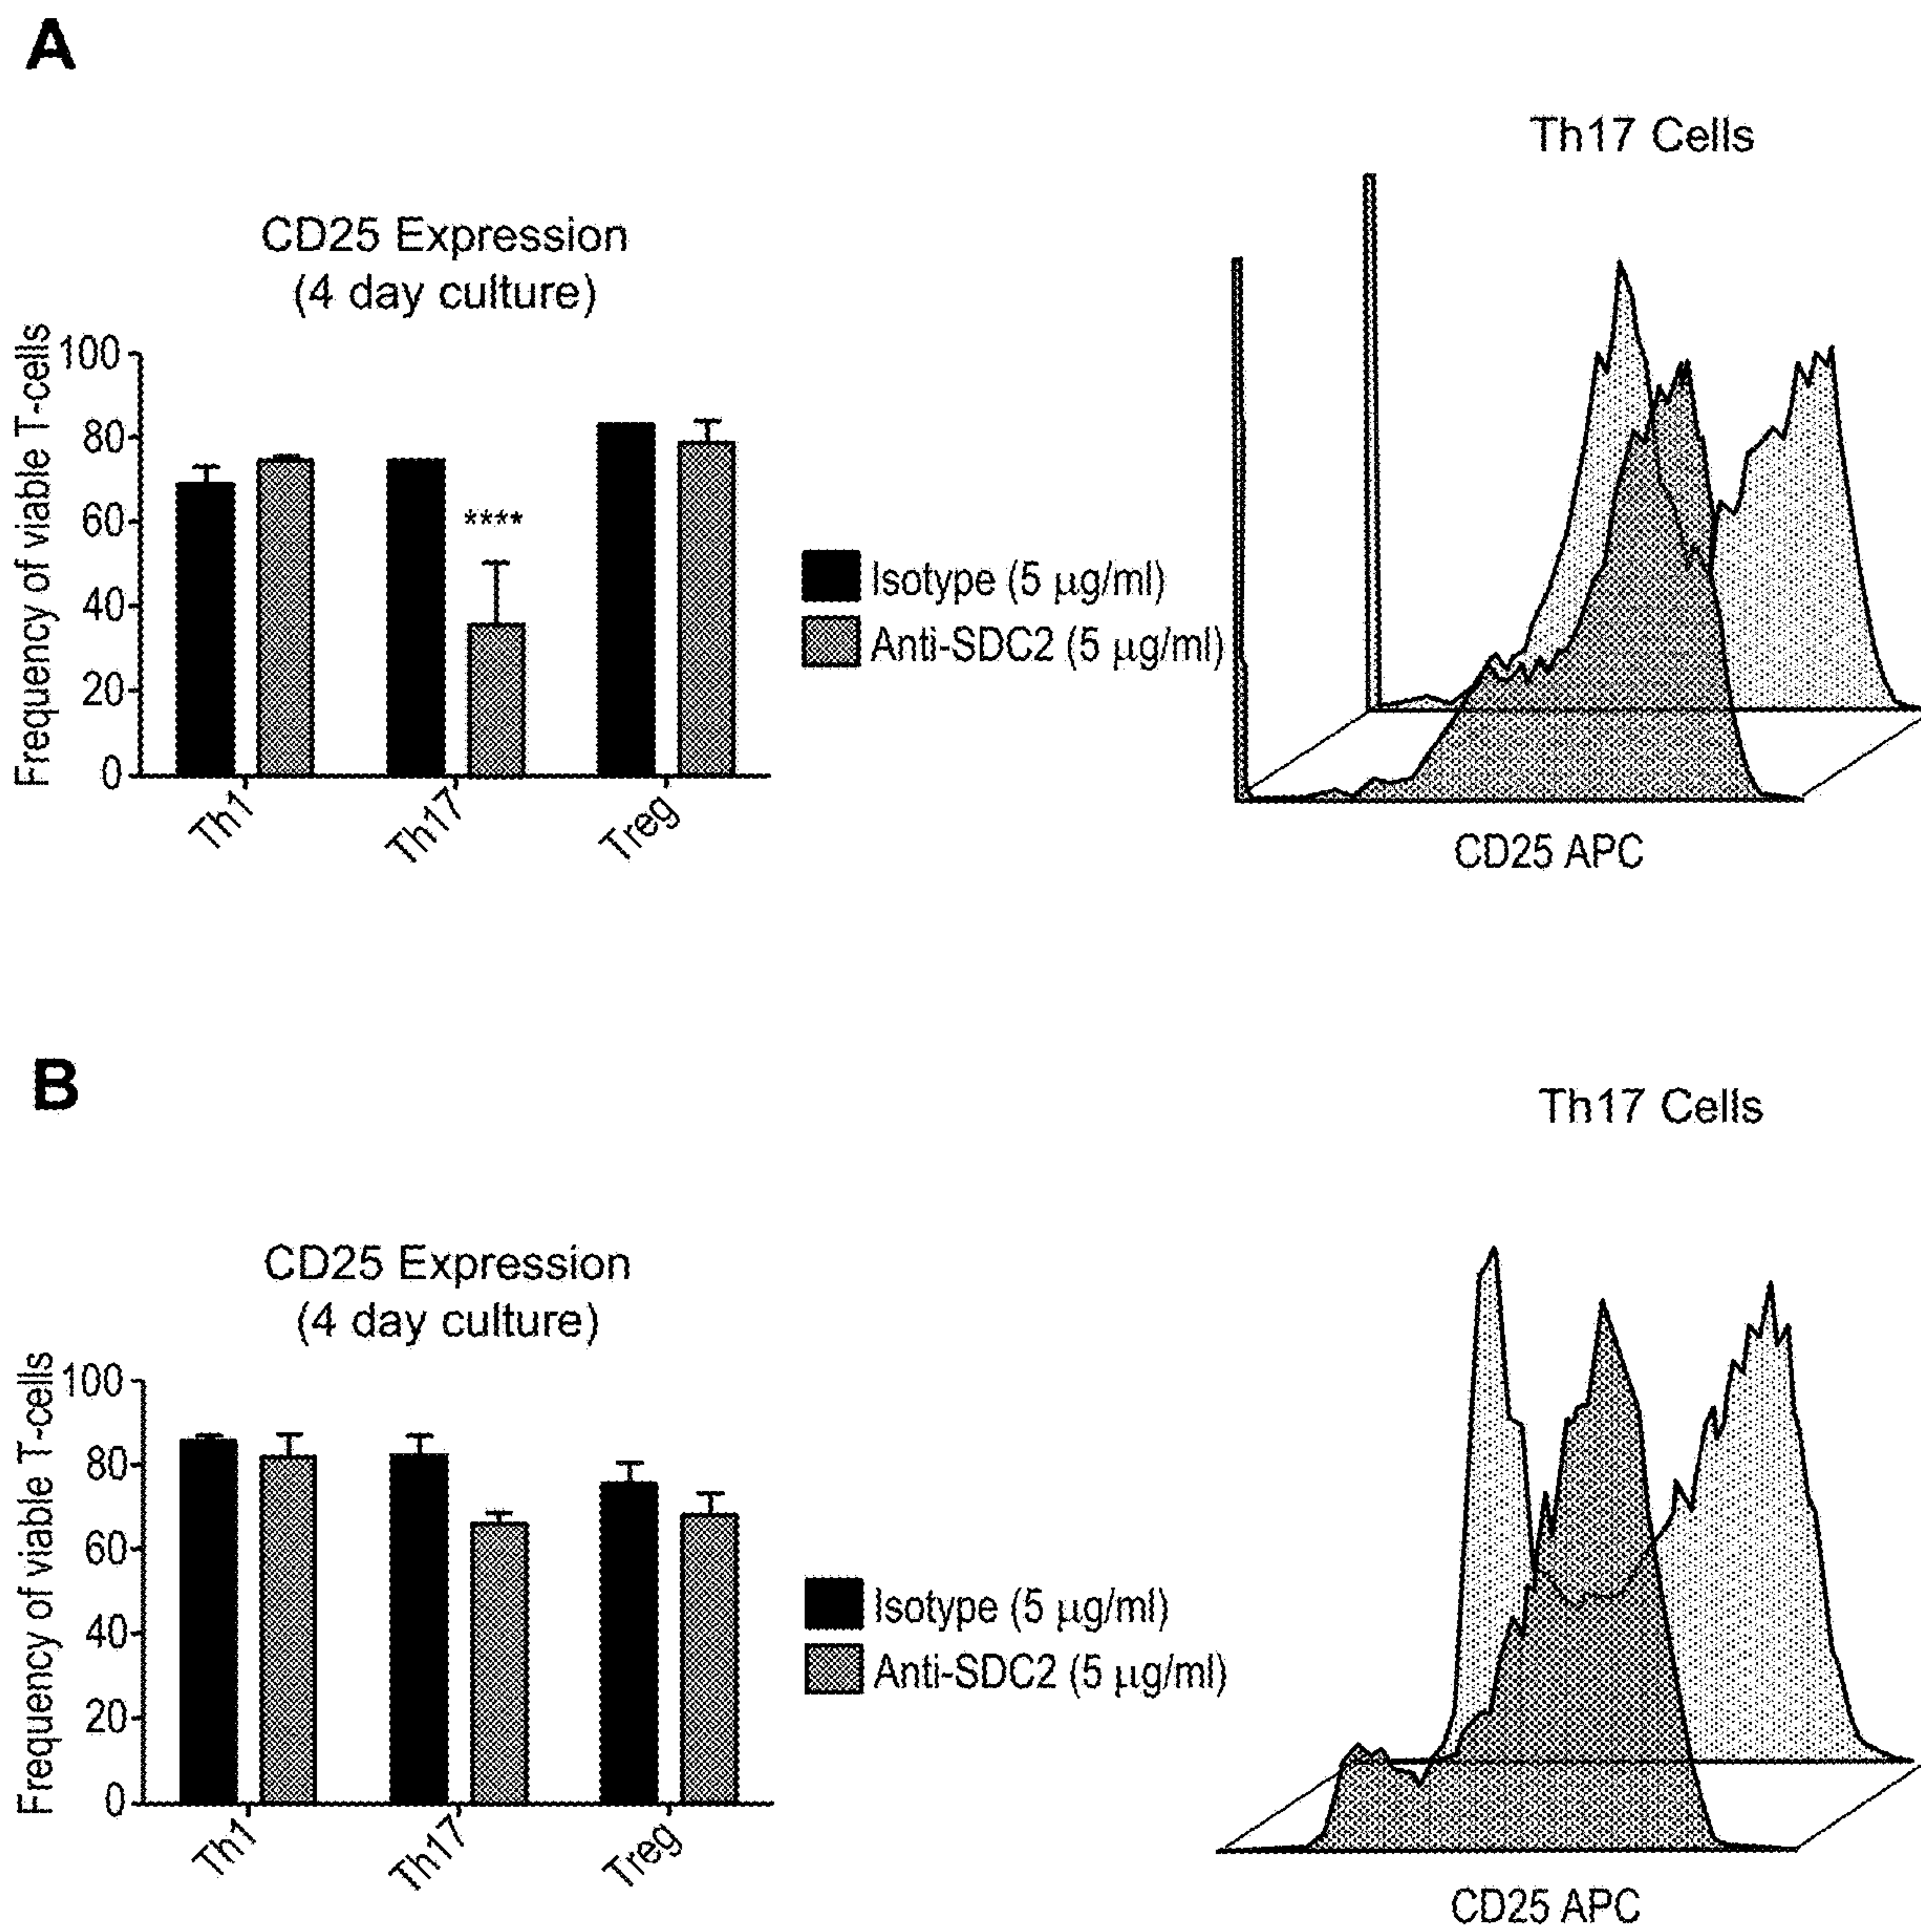 A
Th17 Cells
CD25 Expression
(4 day culture)
Frequency of viable T-cells
100
80
60
40
20
0
****
Th1
Th17
Treg
Isotype (5 μg/ml)
Anti-SDC2 (5 μg/ml)
CD25 APC
B
Th17 Cells
CD25 Expression
(4 day culture)
Frequency of viable T-cells
100
80
60
40
20
0
Th1
Th17
Treg
Isotype (5 μg/ml)
Anti-SDC2 (5 μg/ml)
CD25 APC